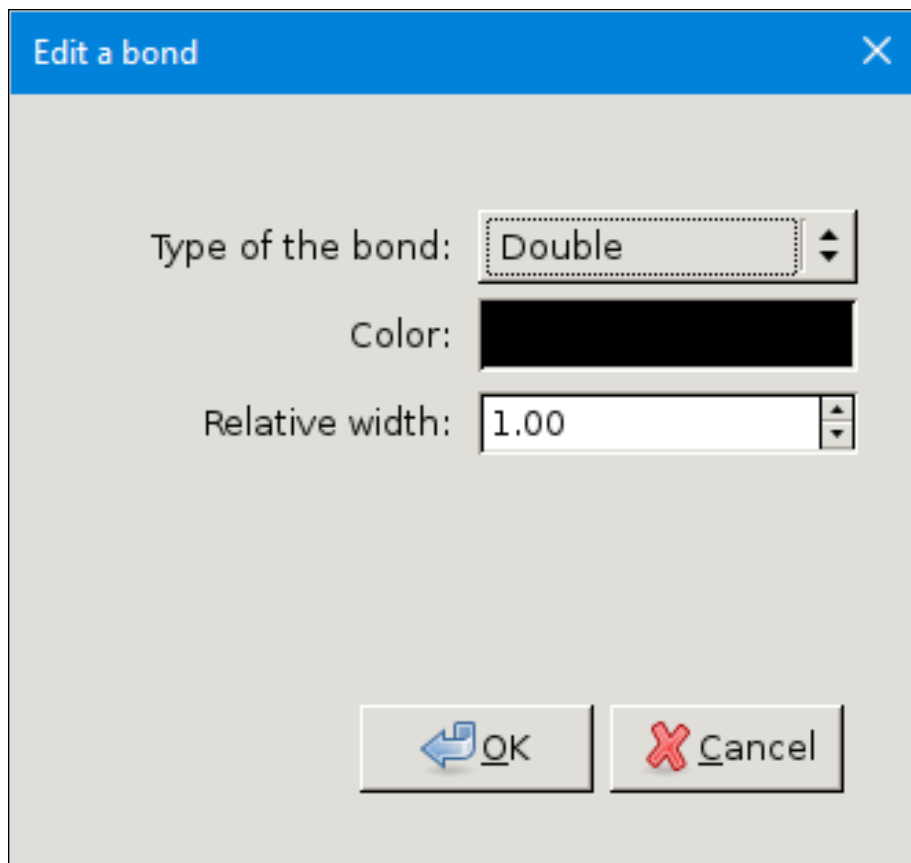 Edit a bond
Type of the bond: Double
Color:
Relative width: 1.00
OK Cancel